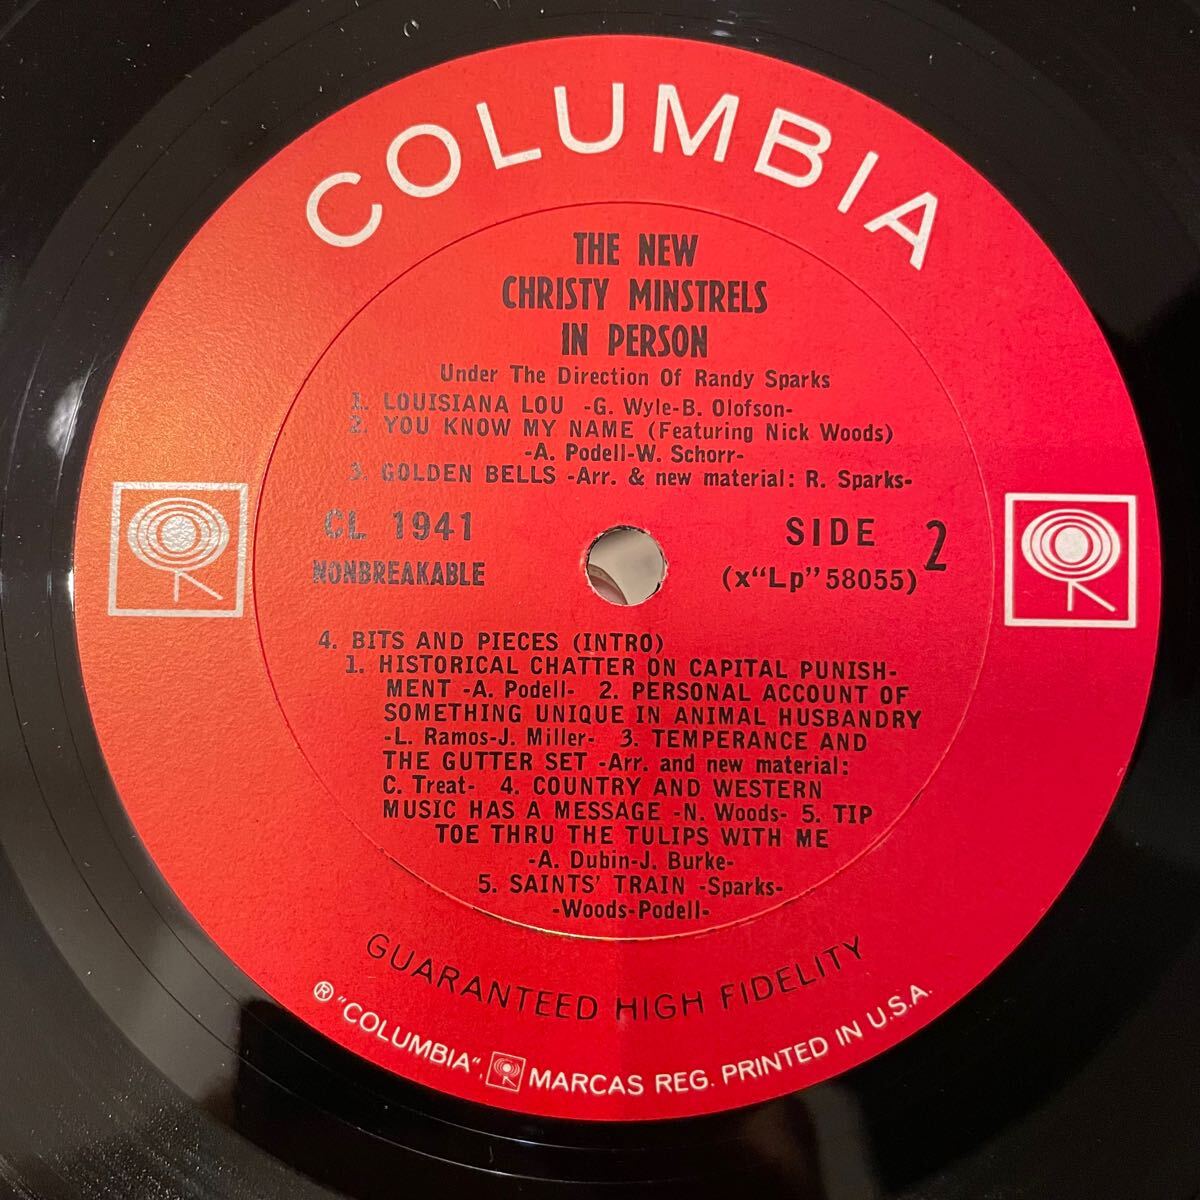 COLUMBIA
THE NEW
CHRISTY MINSTRELS
IN PERSON
Under The Direction Of Randy Sparks
1. LOUISIANA LOU -G. Wyle-B. Olofson-
2. YOU KNOW MY NAME (Featuring Nick Woods)
-A. Podell-W. Schorr-
3. GOLDEN BELLS -Arr. & new material: R. Sparks-
CL 1941
NONBREAKABLE
SIDE 2
(x"Lp"58055)
4. BITS AND PIECES (INTRO)
1. HISTORICAL CHATTER ON CAPITAL PUNISH-
MENT -A. Podell- 2. PERSONAL ACCOUNT OF
SOMETHING UNIQUE IN ANIMAL HUSBANDRY
-L. Ramos-J. Miller- 3. TEMPERANCE AND
THE GUTTER SET -Arr. and new material:
C. Treat- 4. COUNTRY AND WESTERN
MUSIC HAS A MESSAGE -N. Woods- 5. TIP
TOE THRU THE TULIPS WITH ME
-A. Dubin-J. Burke-
5. SAINTS' TRAIN -Sparks-
-Woods-Podell-
GUARANTEED HIGH FIDELITY
® "COLUMBIA", MARCAS REG. PRINTED IN U.S.A.